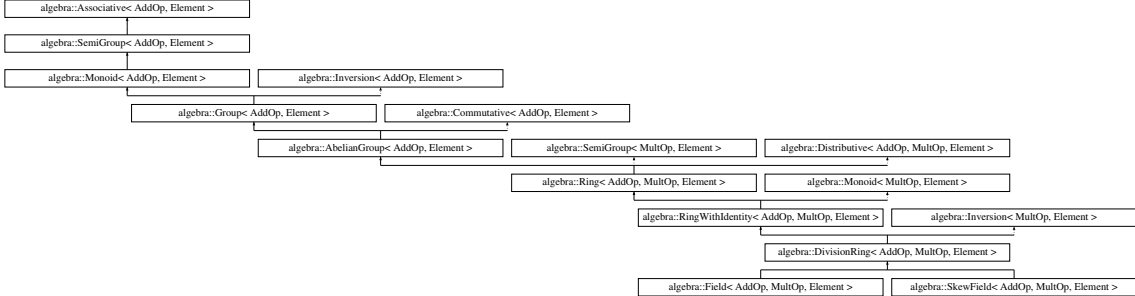 algebra::Associative< AddOp, Element >
algebra::SemiGroup< AddOp, Element >
algebra::Monoid< AddOp, Element >
algebra::Inversion< AddOp, Element >
algebra::Group< AddOp, Element >
algebra::Commutative< AddOp, Element >
algebra::AbelianGroup< AddOp, Element >
algebra::SemiGroup< MultOp, Element >
algebra::Distributive< AddOp, MultOp, Element >
algebra::Ring< AddOp, MultOp, Element >
algebra::Monoid< MultOp, Element >
algebra::RingWithIdentity< AddOp, MultOp, Element >
algebra::Inversion< MultOp, Element >
algebra::DivisionRing< AddOp, MultOp, Element >
algebra::Field< AddOp, MultOp, Element >
algebra::SkewField< AddOp, MultOp, Element >